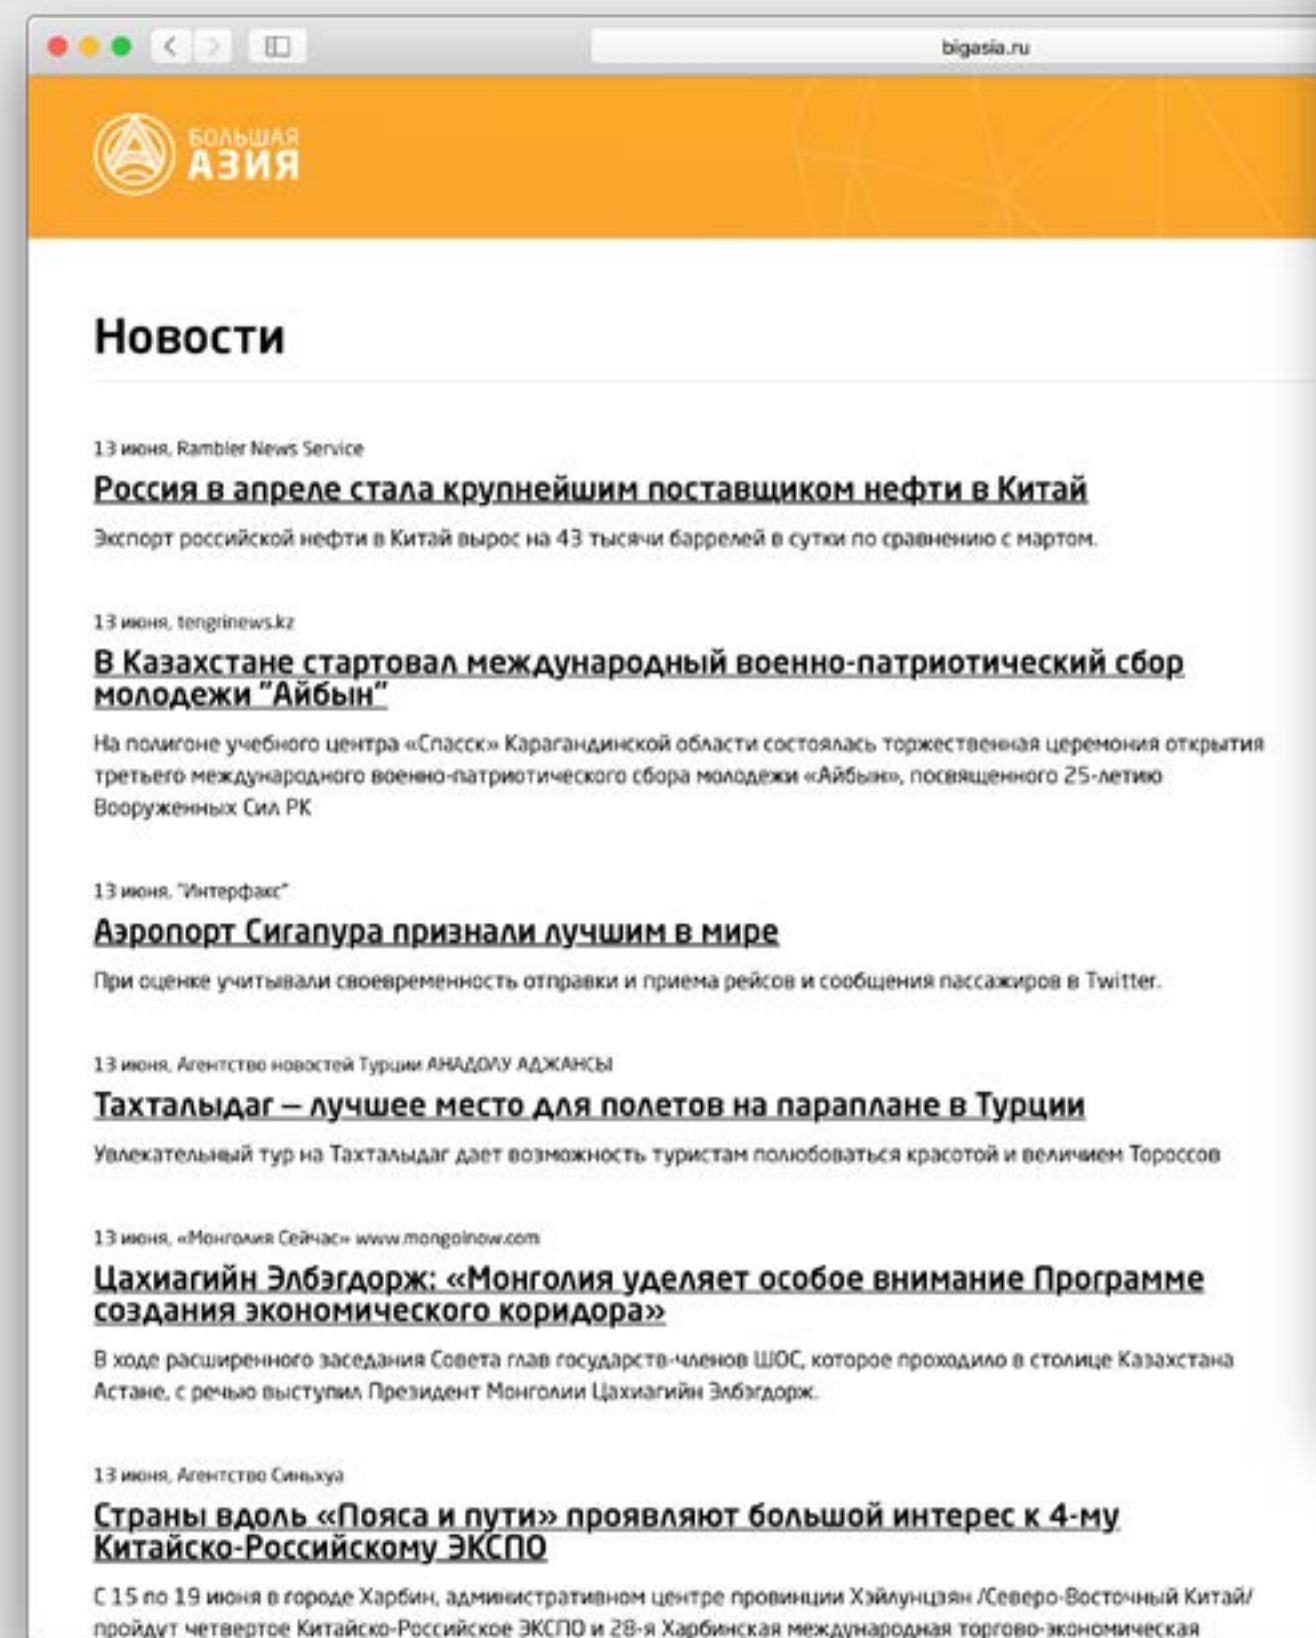 bigasia.ru
БОЛЬШАЯ
АЗИЯ
Новости
13 июня, Rambler News Service
Россия в апреле стала крупнейшим поставщиком нефти в Китай
Экспорт российской нефти в Китай вырос на 43 тысячи баррелей в сутки по сравнению с мартом.
13 июня, tengrinews.kz
В Казахстане стартовал международный военно-патриотический сбор
молодежи "Айбын"
На полигоне учебного центра «Спасск» Карагандинской области состоялась торжественная церемония открытия
третьего международного военно-патриотического сбора молодежи «Айбын», посвященного 25-летию
Вооруженных Сил РК
13 июня, "Интерфакс"
Аэропорт Сигапура признали лучшим в мире
При оценке учитывали своевременность отправки и приема рейсов и сообщения пассажиров в Twitter.
13 июня, Агентство новостей Турции АНАДОЛУ АДЖАНСЫ
Тахталыдаг – лучшее место для полетов на параплане в Турции
Увлекательный тур на Тахталыдаг дает возможность туристам полюбоваться красотой и величием Тороссов
13 июня, «Монголия Сейчас» www.mongolnow.com
Цахиагийн Элбэгдорж: «Монголия уделяет особое внимание Программе
создания экономического коридора»
В ходе расширенного заседания Совета глав государств-членов ШОС, которое проходило в столице Казахстана
Астане, с речью выступил Президент Монголии Цахиагийн Элбэгдорж.
13 июня, Агентство Синьхуа
Страны вдоль «Пояса и пути» проявляют большой интерес к 4-му
Китайско-Российскому ЭКСПО
С 15 по 19 июня в городе Харбин, административном центре провинции Хэйлунцзян /Северо-Восточный Китай/
пройдут четвертое Китайско-Российское ЭКСПО и 28-я Харбинская международная торгово-экономическая